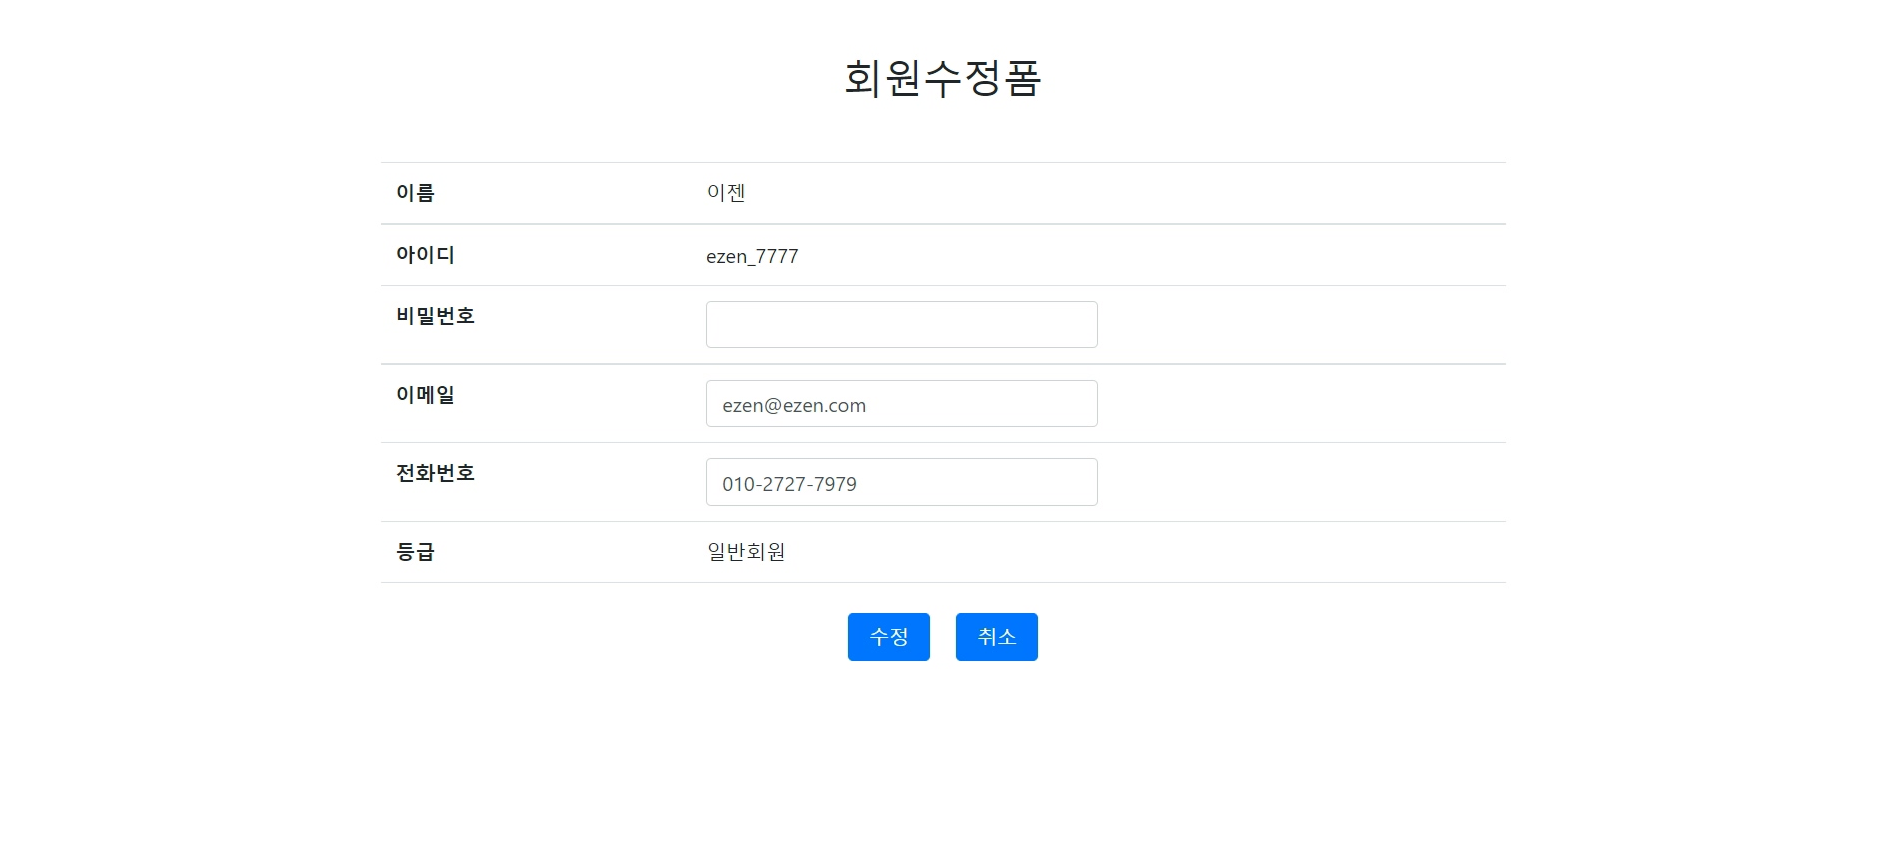 회원수정폼
이름 이젠
아이디 ezen_7777
비밀번호
이메일 ezen@ezen.com
전화번호 010-2727-7979
등급 일반회원
수정 취소